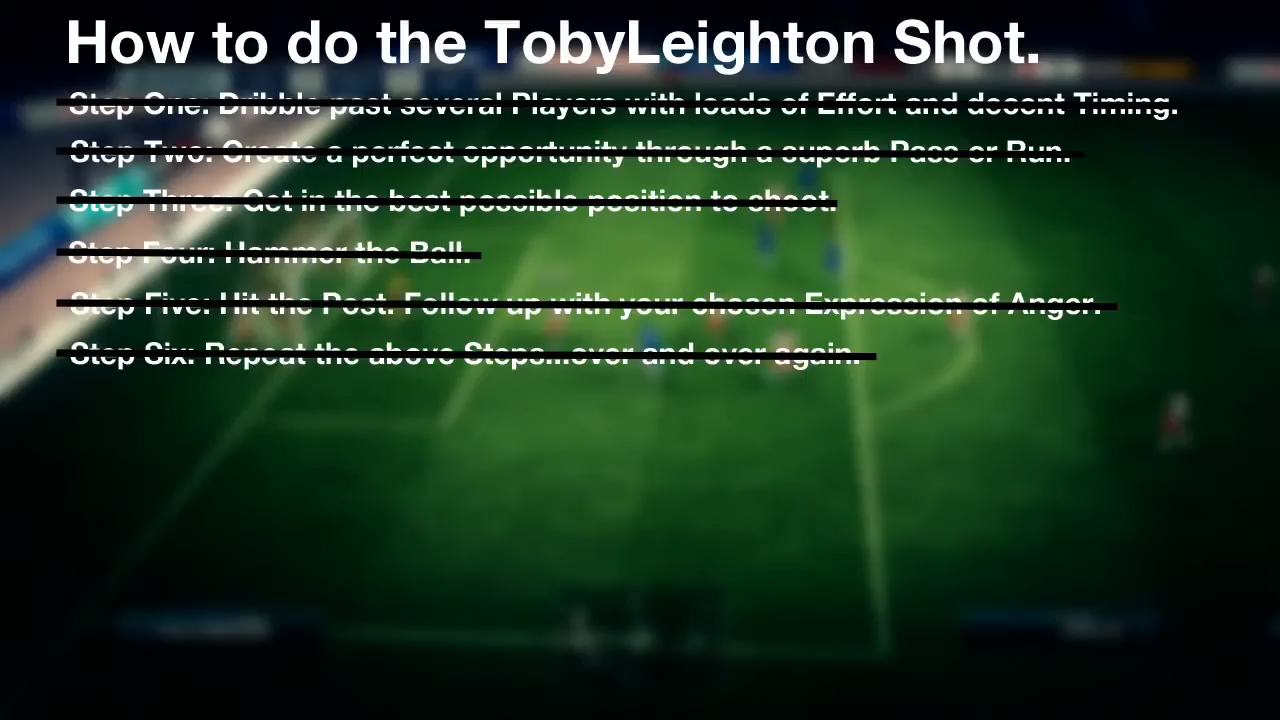 How to do the TobyLeighton Shot.
Step One: Dribble past several Players with loads of Effort and decent Timing.
Step Two: Create a perfect opportunity through a superb Pass or Run.
Step Three: Get in the best possible position to shoot.
Step Four: Hammer the Ball.
Step Five: Hit the Post. Follow up with your chosen Expression of Anger.
Step Six: Repeat the above Steps...over and over again.